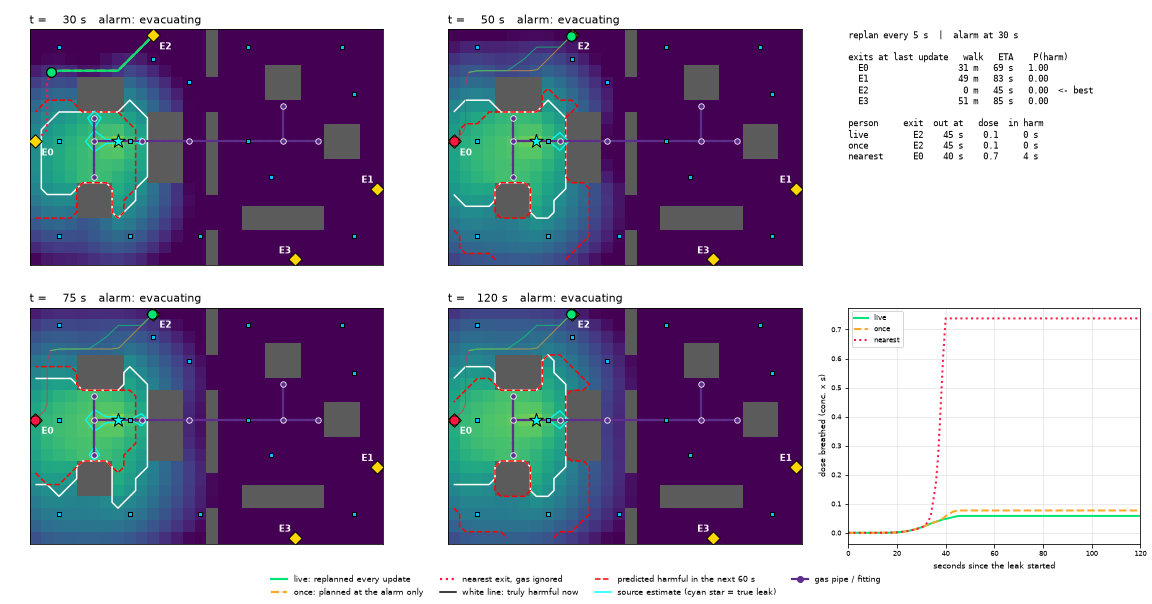 t =    30 s   alarm: evacuating
E2
E0
E1
E3
t =    50 s   alarm: evacuating
E2
E0
E1
E3
replan every 5 s  |  alarm at 30 s
exits at last update   walk   ETA    P(harm)
E0   31 m   69 s   1.00
E1   49 m   83 s   0.00
E2   0 m   45 s   0.00  <- best
E3   51 m   85 s   0.00
person      exit  out at   dose  in harm
live        E2    45 s    0.1      0 s
once        E2    45 s    0.1      0 s
nearest     E0    40 s    0.7      4 s
t =    75 s   alarm: evacuating
E2
E0
E1
E3
t =   120 s   alarm: evacuating
E2
E0
E1
E3
live
once
nearest
dose breathed (conc. x s)
0.7
0.6
0.5
0.4
0.3
0.2
0.1
0.0
0 20 40 60 80 100 120
seconds since the leak started
live: replanned every update
nearest exit, gas ignored
predicted harmful in the next 60 s
gas pipe / fitting
once: planned at the alarm only
white line: truly harmful now
source estimate (cyan star = true leak)